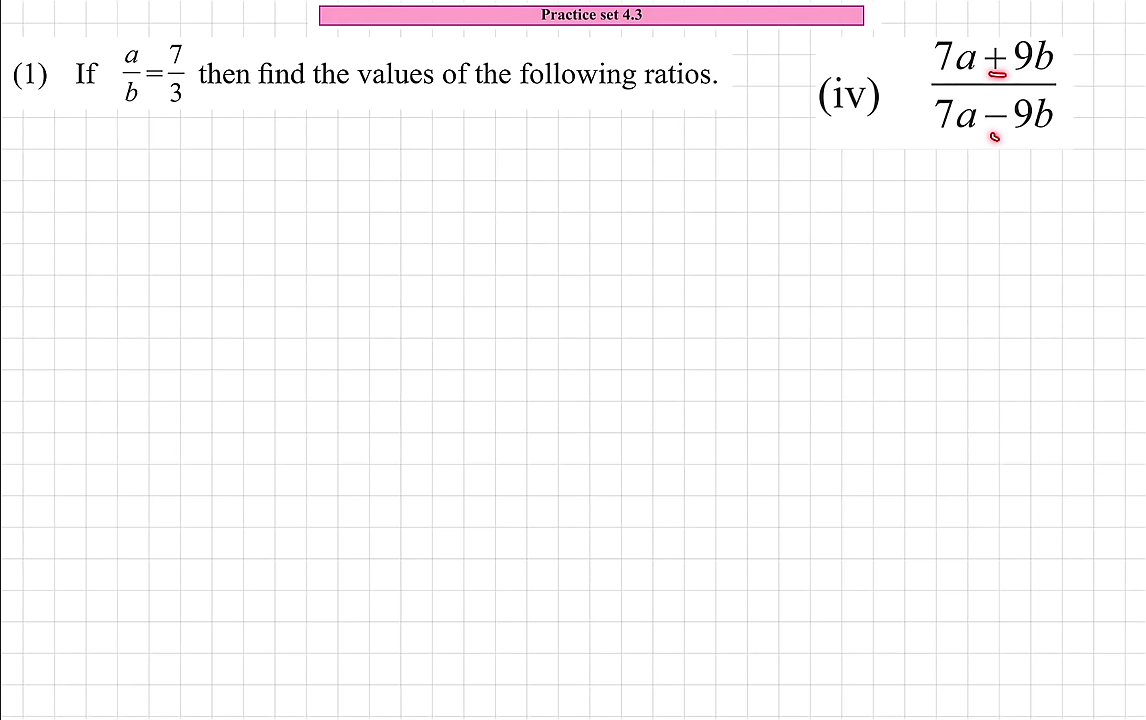 Practice set 4.3
(1) If a/b = 7/3 then find the values of the following ratios.
(iv) (7a + 9b)/(7a − 9b)